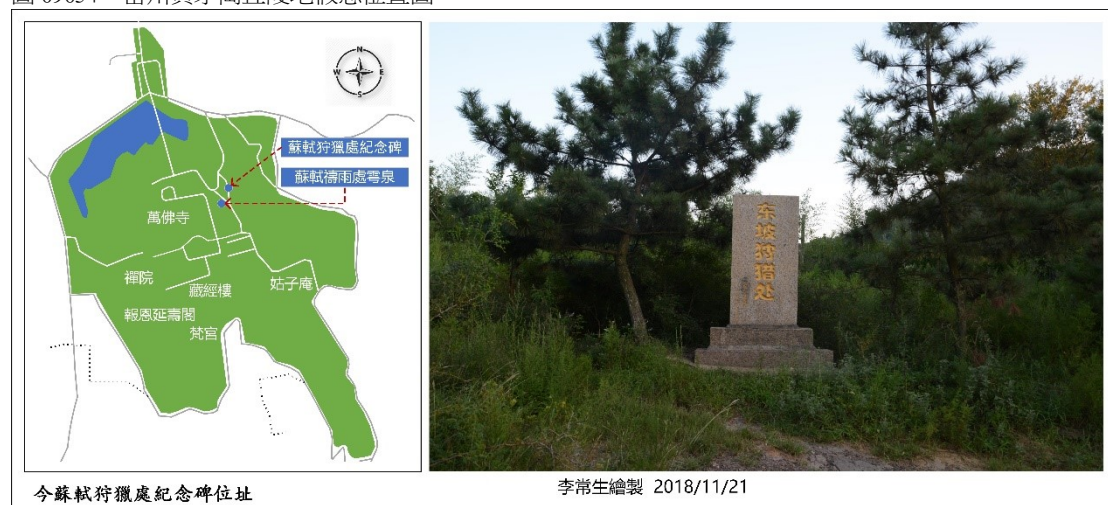 N
W
E
S
蘇軾狩獵處紀念碑
蘇軾禱雨處雩泉
萬佛寺
禪院
藏經樓
姑子庵
報恩延壽閣
梵宮
东坡狩猎处
今蘇軾狩獵處紀念碑位址
李常生繪製 2018/11/21